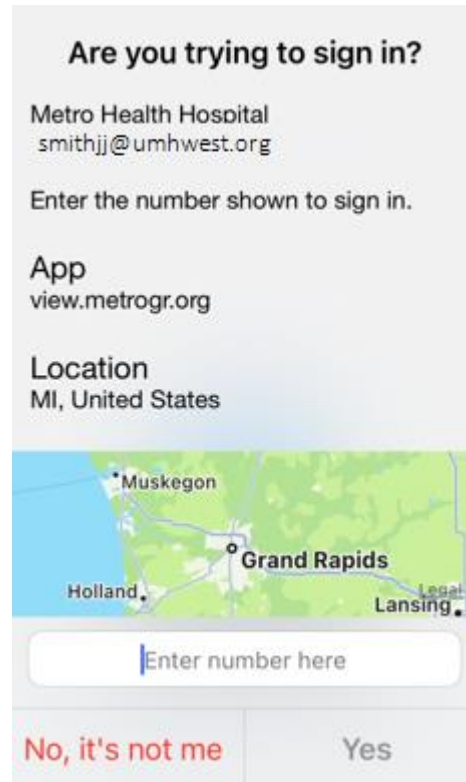 Are you trying to sign in?
Metro Health Hospital
smithjj@umhwest.org
Enter the number shown to sign in.
App
view.metrogr.org
Location
MI, United States
Muskegon
Grand Rapids
Holland
Legal
Lansing
Enter number here
No, it's not me
Yes